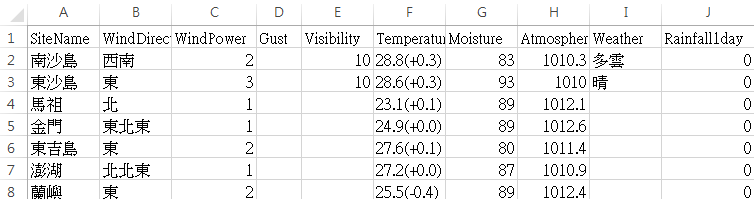 A B C D E F G H I J
1 SiteName WindDirec WindPower Gust Visibility Temperatur Moisture Atmospher Weather Rainfall1day
2 南沙島 西南 2 10 28.8(+0.3) 83 1010.3 多雲 0
3 東沙島 東 3 10 28.6(+0.3) 93 1010 晴 0
4 馬祖 北 1 23.1(+0.1) 89 1012.1 0
5 金門 東北東 1 24.9(+0.0) 89 1012.6 0
6 東吉島 東 2 27.6(+0.1) 80 1011.4 0
7 澎湖 北北東 1 27.2(+0.0) 87 1010.9 0
8 蘭嶼 東 2 25.5(-0.4) 89 1012.4 0